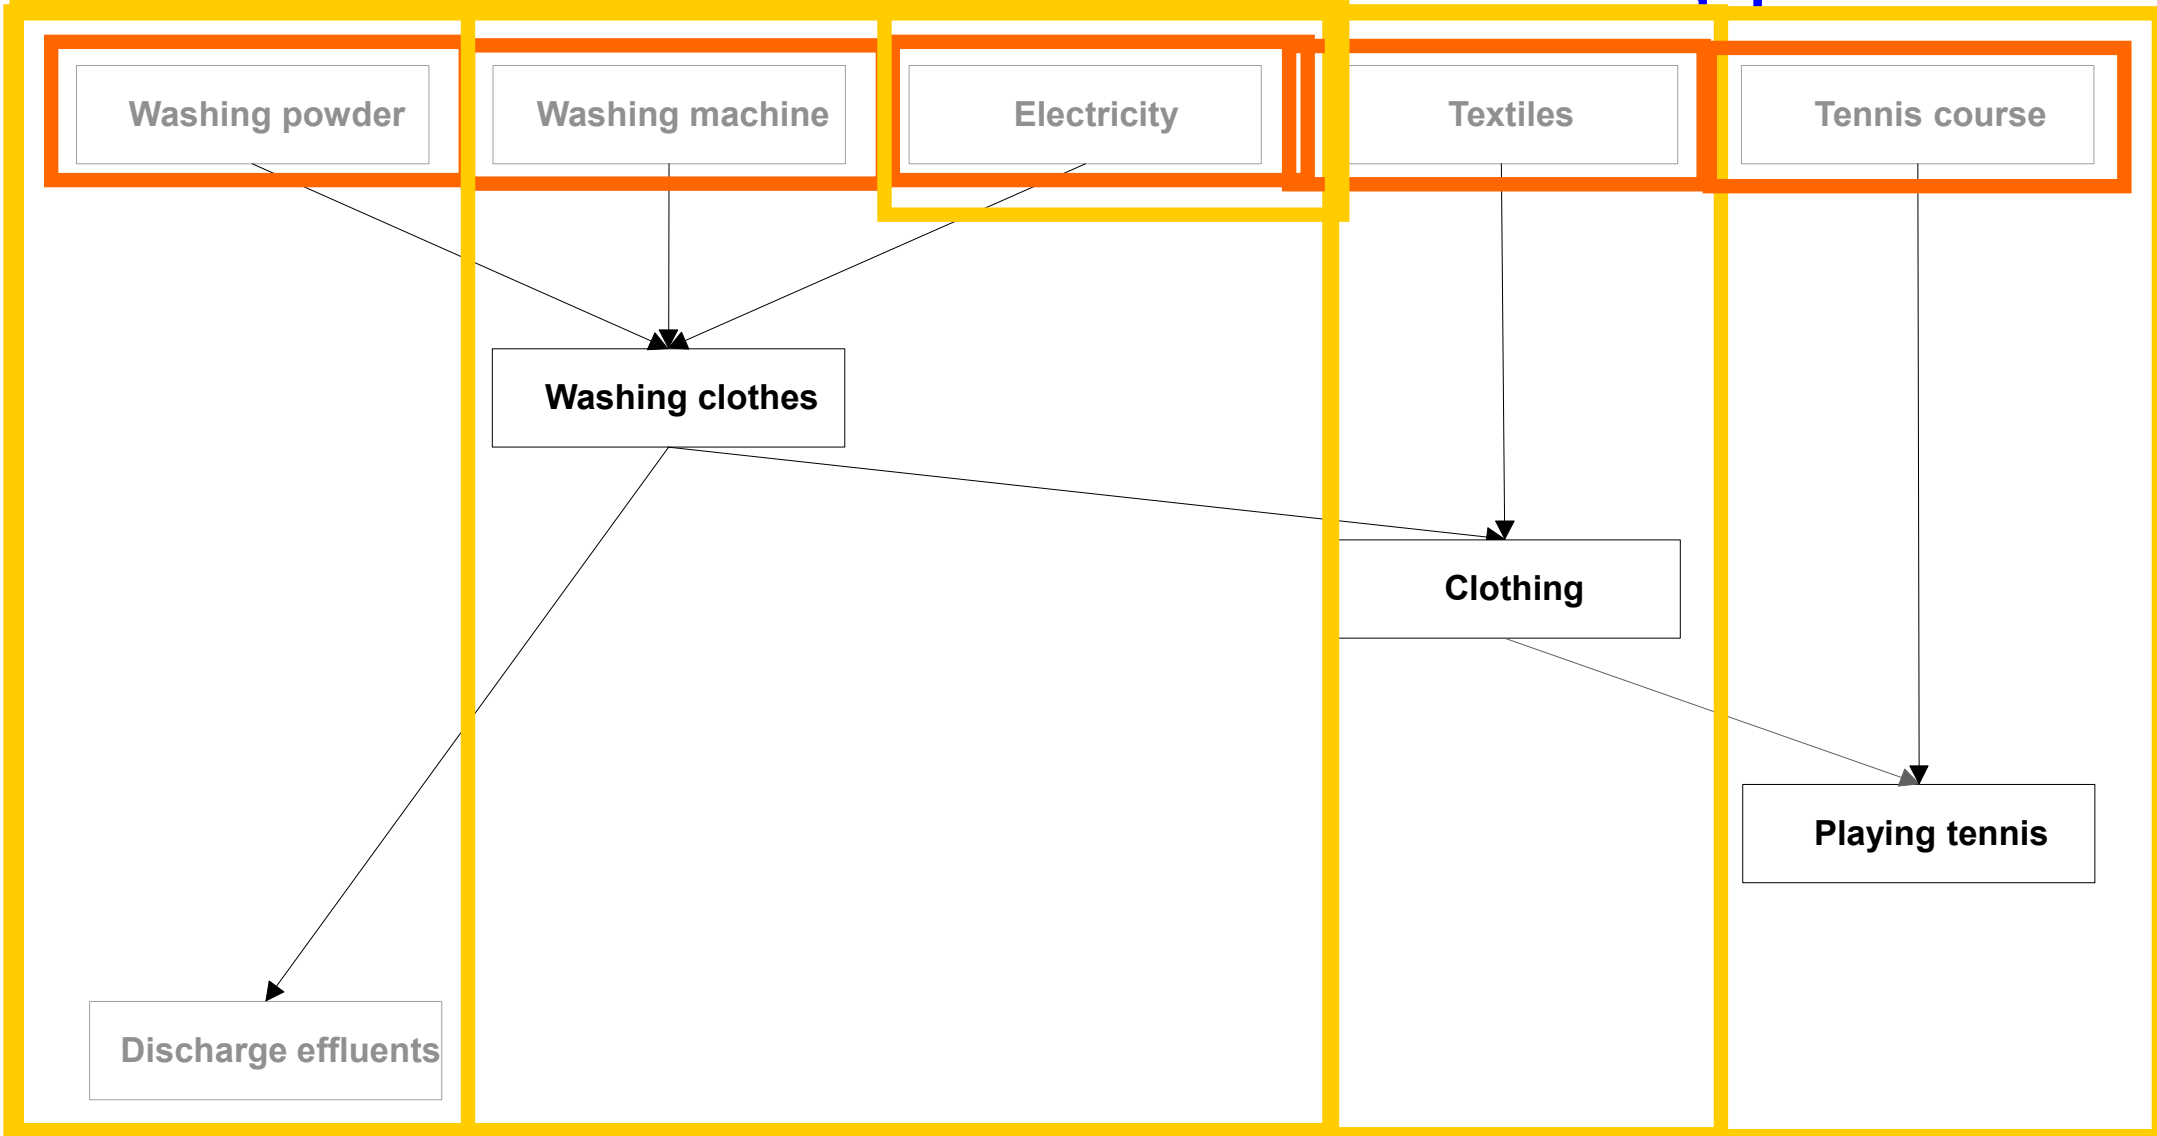 Washing powder
Washing machine
Electricity
Textiles
Tennis course
Washing clothes
Clothing
Playing tennis
Discharge effluents